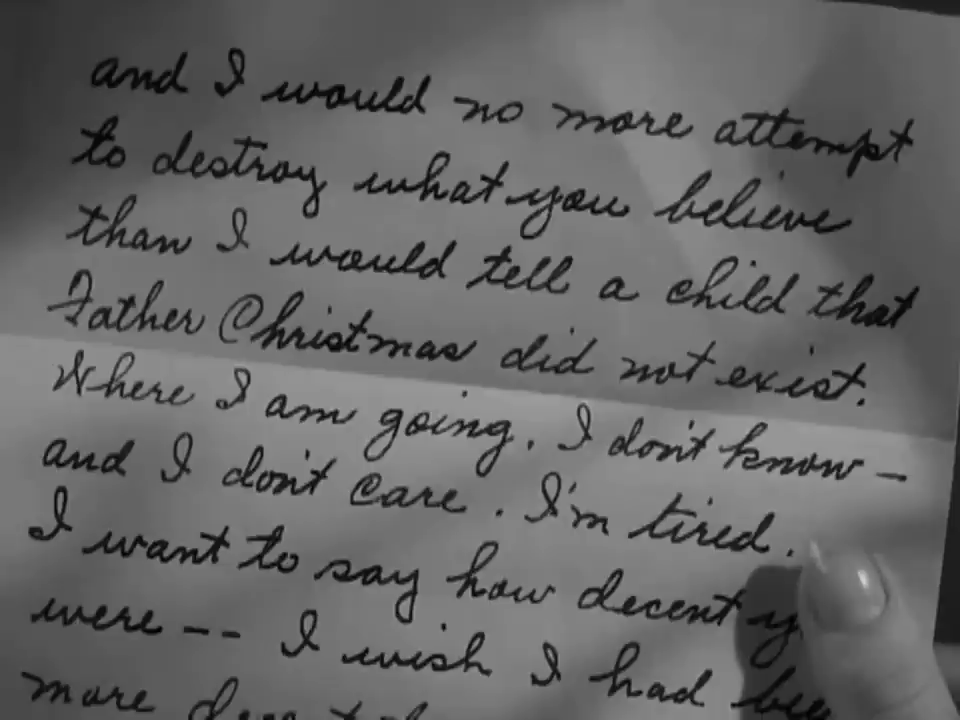 and I would no more attempt
to destroy what you believe
than I would tell a child that
Father Christmas did not exist.
Where I am going, I don't know –
and I don't care. I'm tired.
I want to say how decent
were -- I wish I had
more